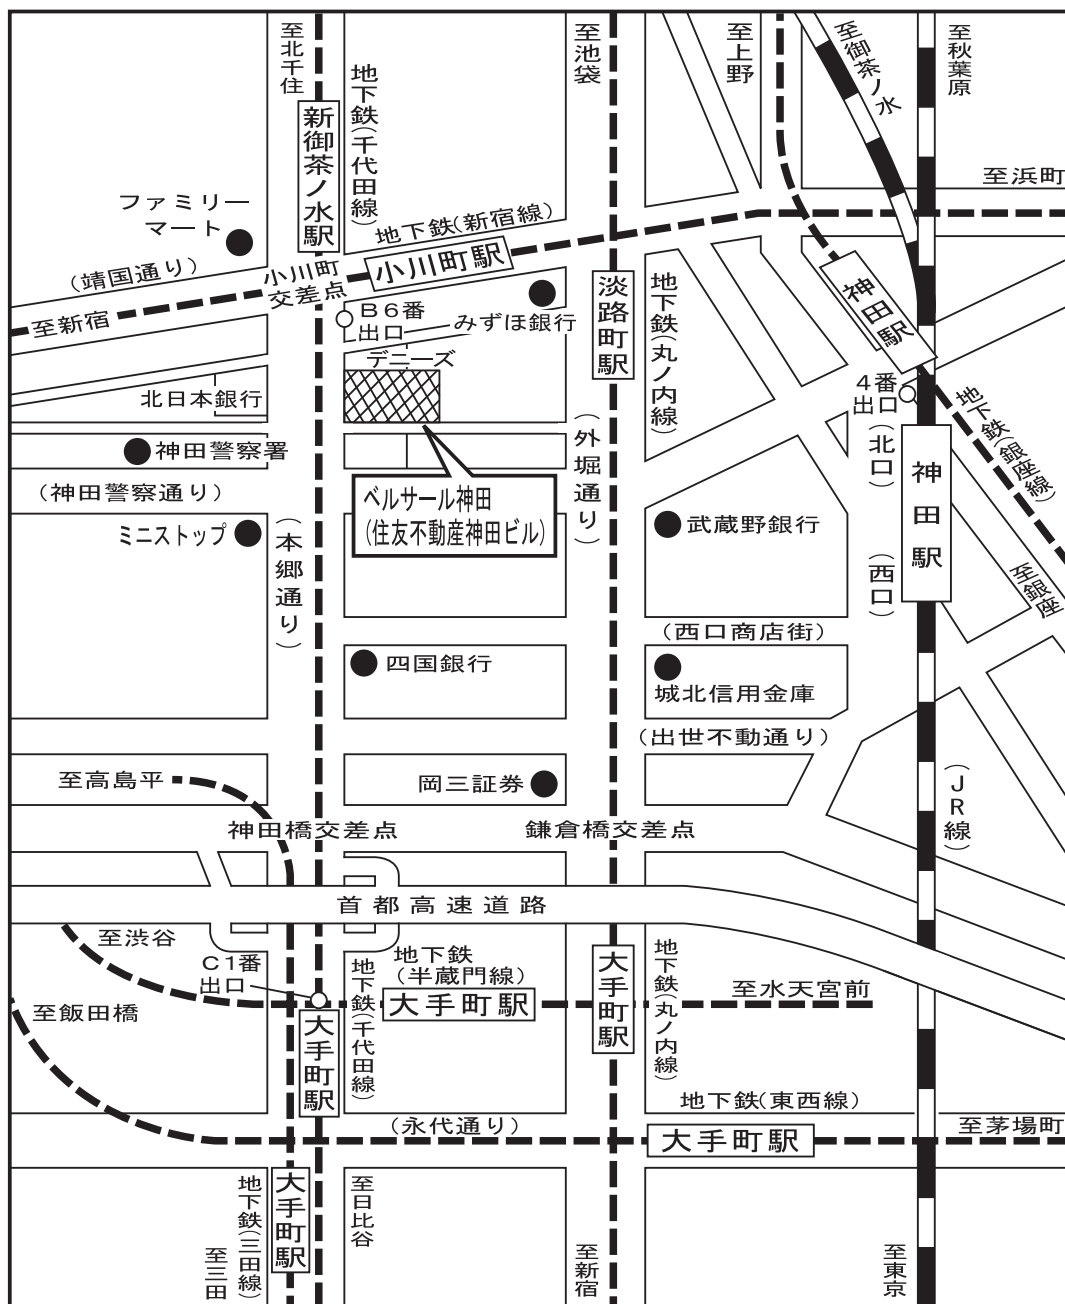 至北千住
地下鉄(千代田線)
新御茶ノ水駅
至池袋
至上野
至御茶ノ水
至秋葉原
至浜町
ファミリー
マート
(靖国通り)
地下鉄(新宿線)
小川町駅
小川町
交差点
至新宿
B6番
出口
みずほ銀行
デニーズ
淡路町駅
地下鉄(丸ノ内線)
神田駅
4番
出口
地下鉄(銀座線)
北日本銀行
神田警察署
(神田警察通り)
ミニストップ
(本郷通り)
ベルサール神田
(住友不動産神田ビル)
(外堀通り)
武蔵野銀行
(北口)
神田駅
(西口)
至銀座
(西口商店街)
四国銀行
城北信用金庫
(出世不動通り)
至高島平
岡三証券
(JR線)
神田橋交差点
鎌倉橋交差点
首都高速道路
至渋谷
C1番
出口
地下鉄
(半蔵門線)
大手町駅
地下鉄(千代田線)
大手町駅
大手町駅
地下鉄(丸ノ内線)
至水天宮前
至飯田橋
地下鉄(東西線)
(永代通り)
大手町駅
至茅場町
地下鉄(三田線)
大手町駅
至三田
至日比谷
至新宿
至東京